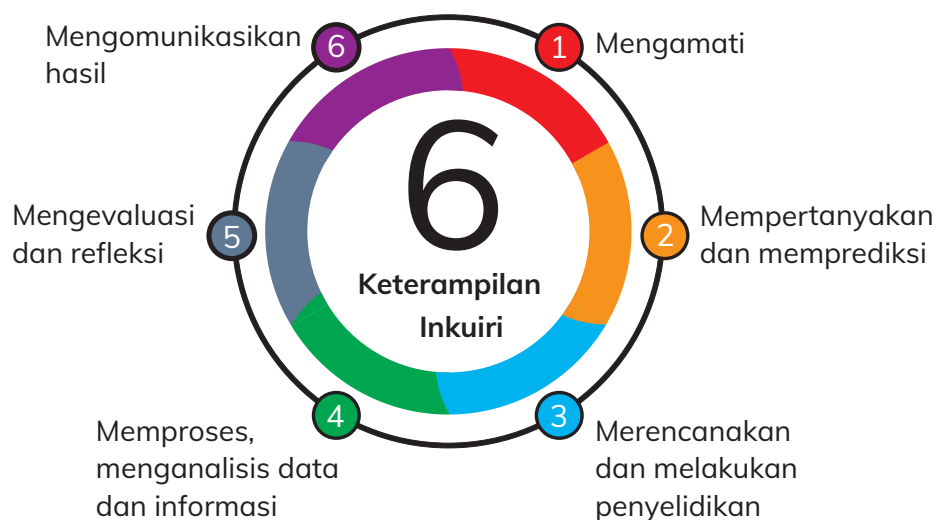 6
Keterampilan
Inkuiri
1
Mengamati
2
Mempertanyakan
dan memprediksi
3
Merencanakan
dan melakukan
penyelidikan
4
Memproses,
menganalisis data
dan informasi
5
Mengevaluasi
dan refleksi
6
Mengomunikasikan
hasil